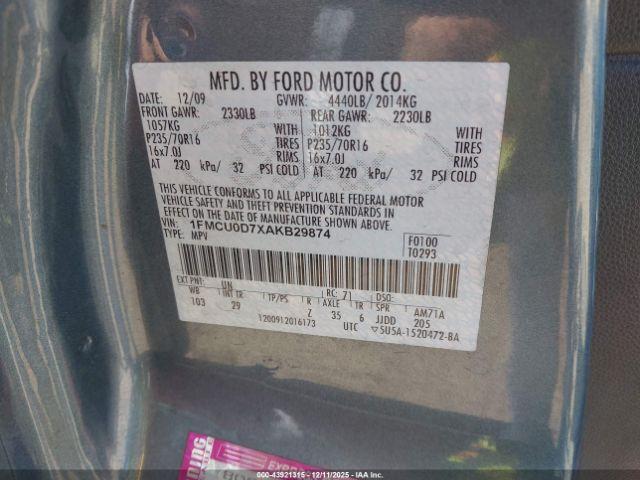 MFD. BY FORD MOTOR CO.
DATE: 12/09 GVWR: 4440LB/ 2014KG
FRONT GAWR: 2330LB REAR GAWR: 2230LB
1057KG WITH 1012KG WITH
P235/70R16 TIRES P235/70R16 TIRES
16x7.0J RIMS 16x7.0J RIMS
AT 220 kPa/ 32 PSI COLD AT 220 kPa/ 32 PSI COLD
THIS VEHICLE CONFORMS TO ALL APPLICABLE FEDERAL MOTOR
VEHICLE SAFETY AND THEFT PREVENTION STANDARDS IN
EFFECT ON THE DATE OF MANUFACTURE SHOWN ABOVE.
VIN: 1FMCU0D7XAKB29874
TYPE: MPV
F0100
T0293
EXT PNT: UN RC: 71 DSO:
WB INT TR TP/PS R AXLE TR SPR AM71A
103 29 Z 35 6 JJDD 205
1200912016173 UTC 5U5A-1520472-BA
00-43921315 - 12/11/2025 - IAA Inc.